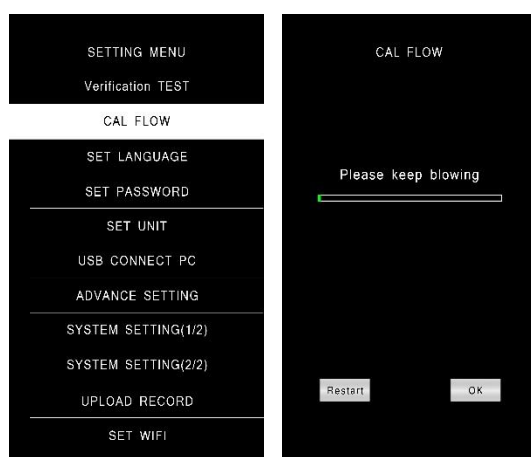 SETTING MENU
Verification TEST
CAL FLOW
SET LANGUAGE
SET PASSWORD
SET UNIT
USB CONNECT PC
ADVANCE SETTING
SYSTEM SETTING(1/2)
SYSTEM SETTING(2/2)
UPLOAD RECORD
SET WIFI
CAL FLOW
Please keep blowing
Restart
OK